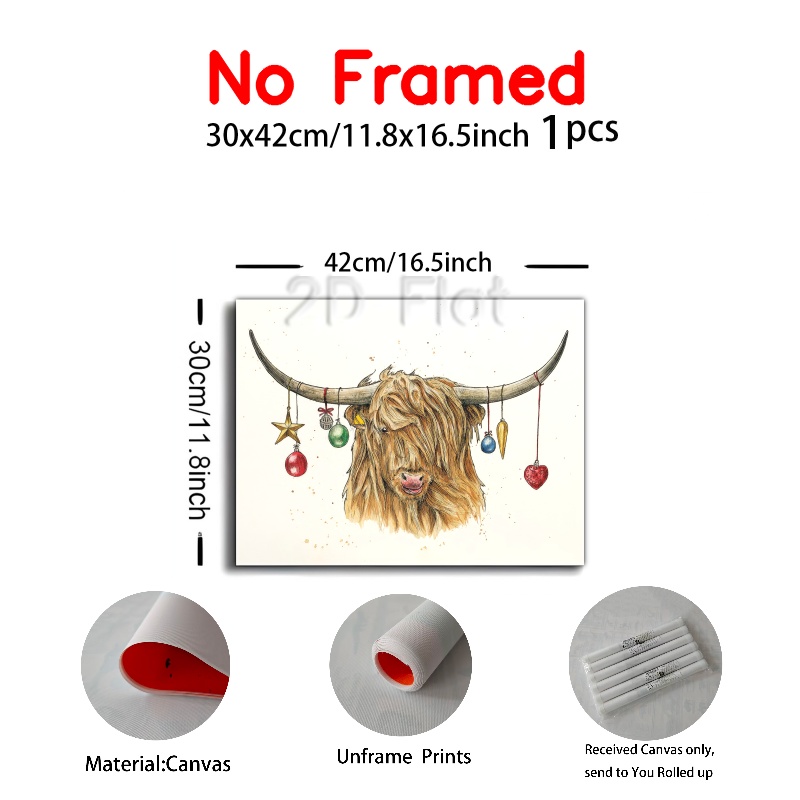 No Framed
30x42cm/11.8x16.5inch 1pcs
42cm/16.5inch
2D Flat
30cm/11.8inch
Material:Canvas
Unframe Prints
Received Canvas only,
send to You Rolled up